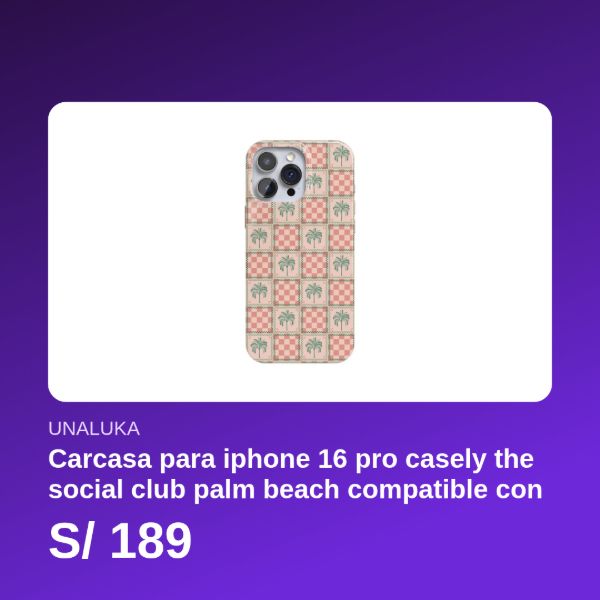 UNALUKA
Carcasa para iphone 16 pro casely the
social club palm beach compatible con
S/ 189